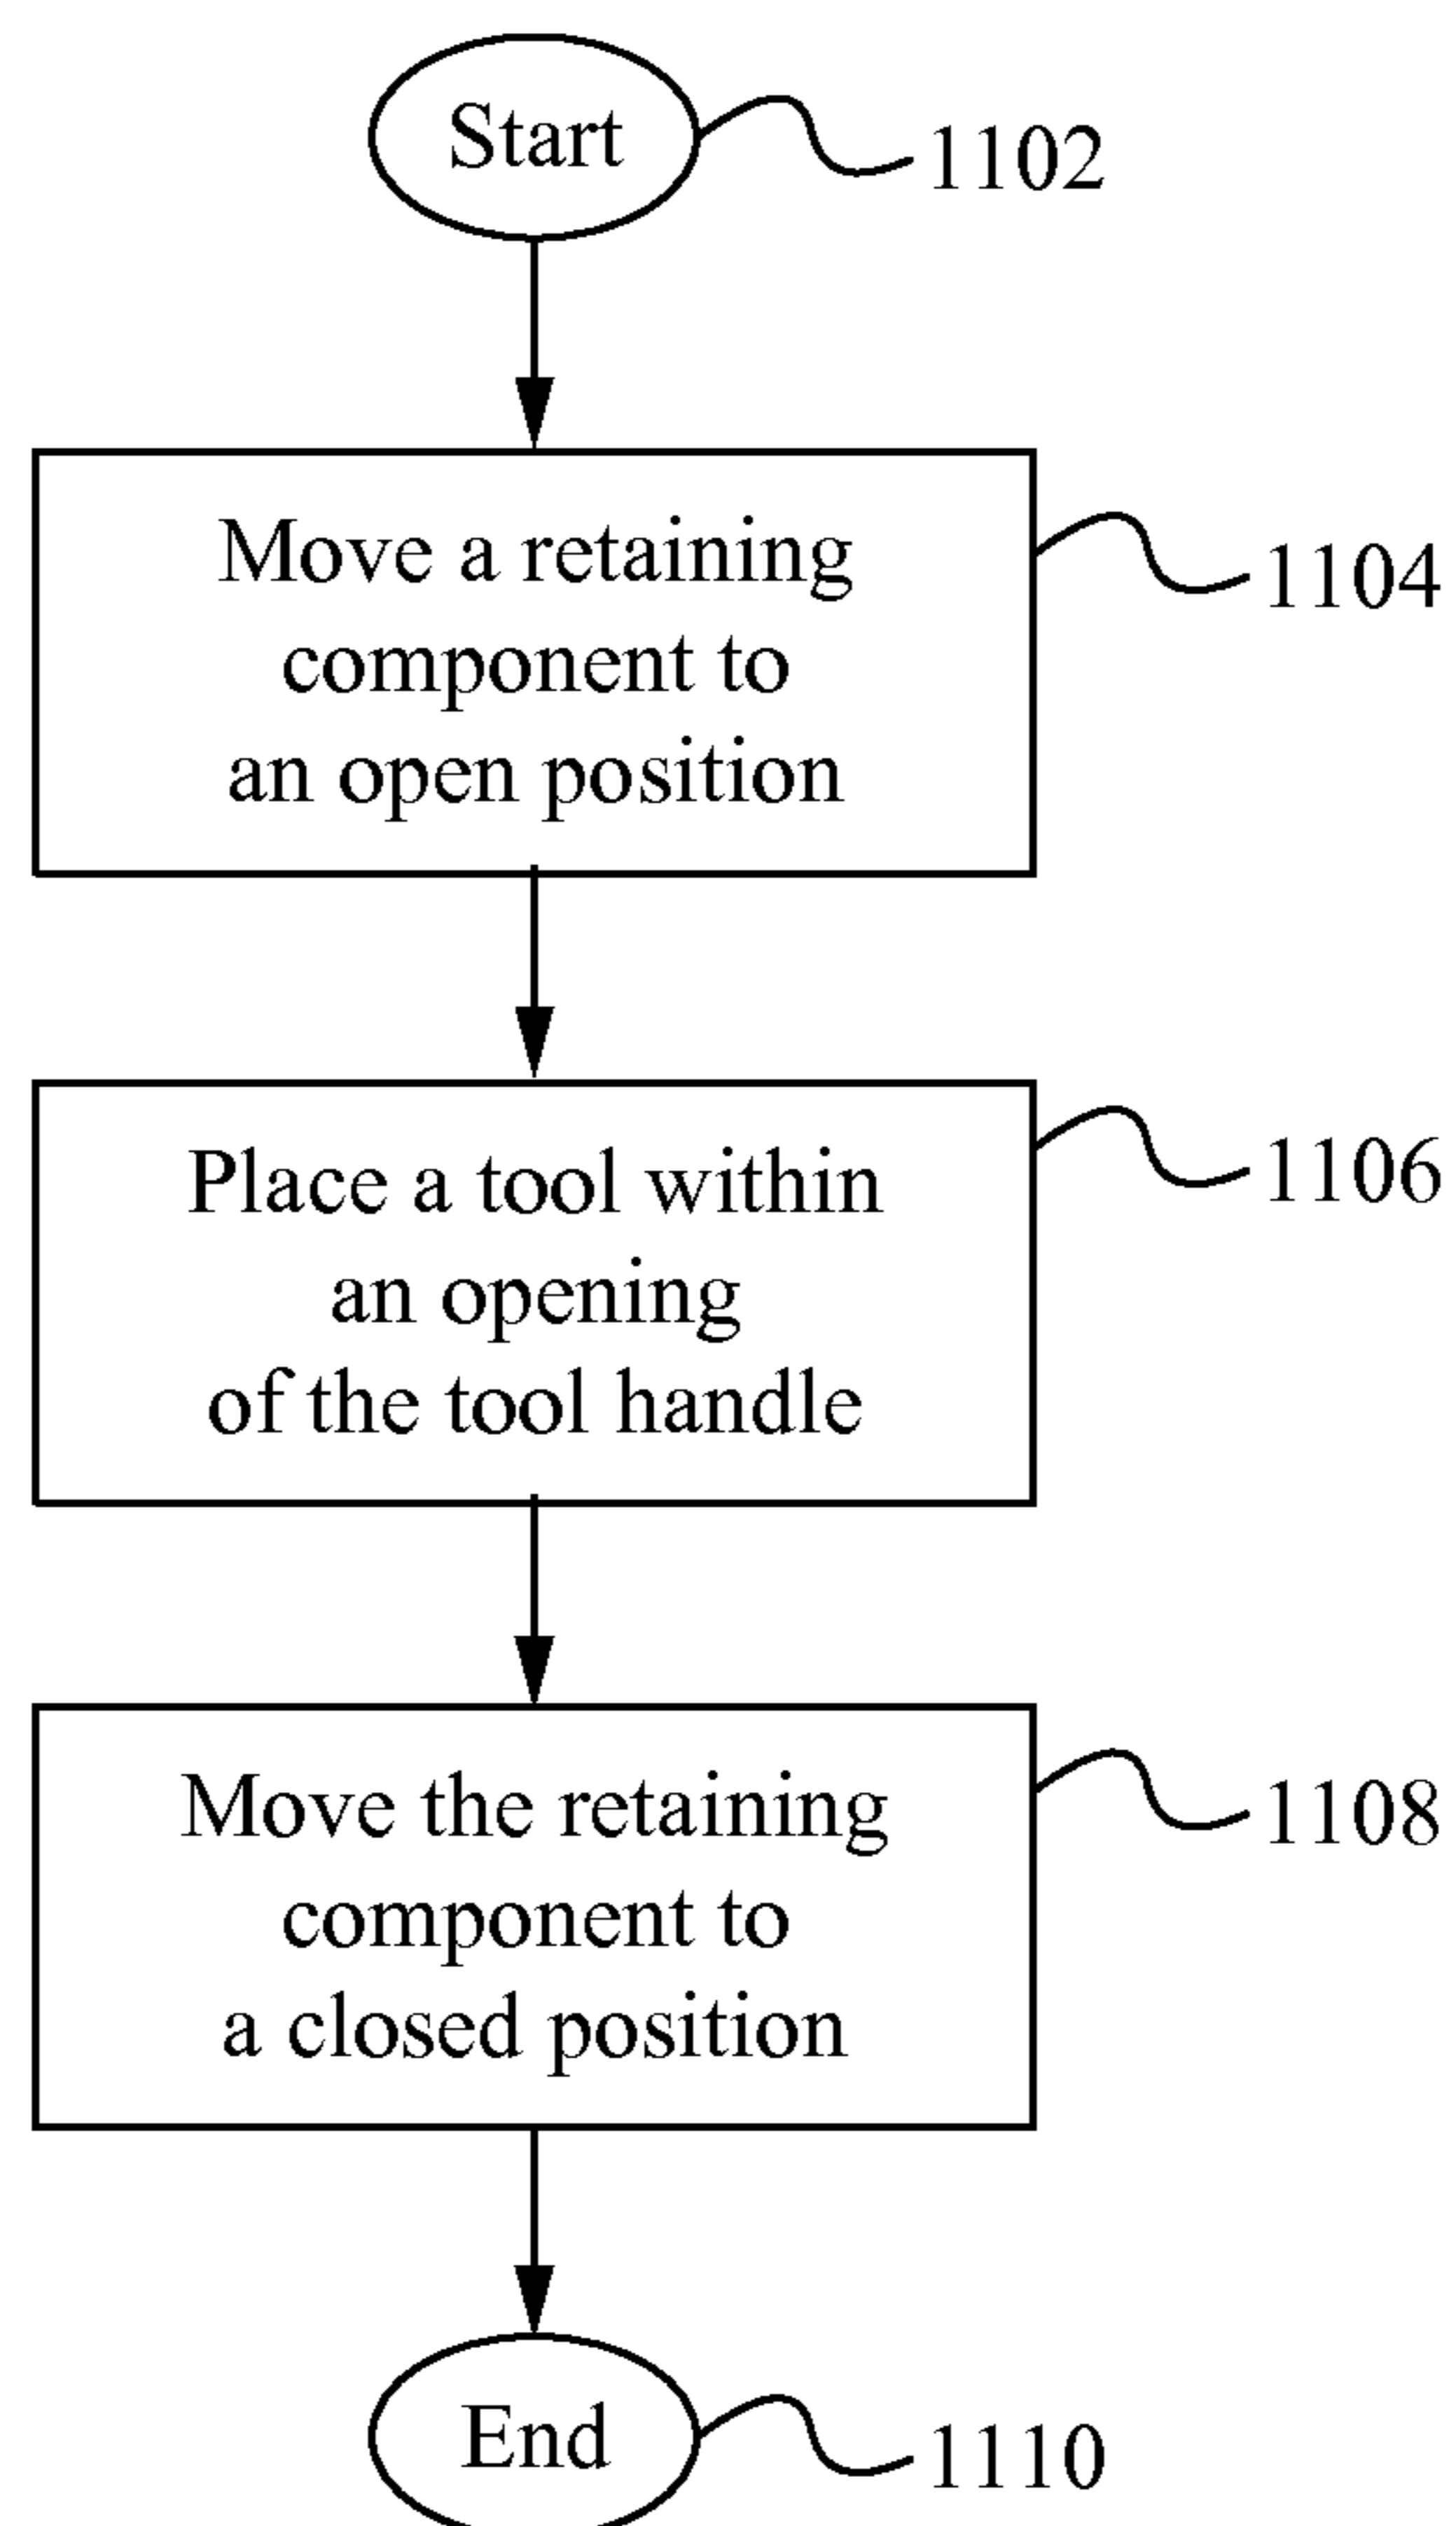 Start
1102
Move a retaining
component to
an open position
1104
Place a tool within
an opening
of the tool handle
1106
Move the retaining
component to
a closed position
1108
End
1110